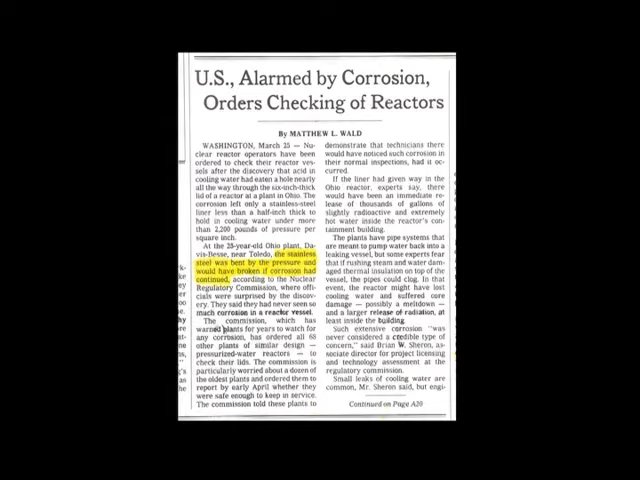 U.S., Alarmed by Corrosion,
Orders Checking of Reactors
By MATTHEW L. WALD
WASHINGTON, March 25 — Nu-
clear reactor operators have been
ordered to check their reactor ves-
sels after the discovery that acid in
cooling water had eaten a hole nearly
all the way through the six-inch-thick
lid of a reactor at a plant in Ohio. The
corrosion left only a stainless-steel
liner less than a half-inch thick to
hold in cooling water under more
than 2,200 pounds of pressure per
square inch.
At the 25-year-old Ohio plant, Da-
vis-Besse, near Toledo, the stainless
steel was bent by the pressure and
would have broken if corrosion had
continued, according to the Nuclear
Regulatory Commission, where offi-
cials were surprised by the discov-
ery. They said they had never seen so
much corrosion in a reactor vessel.
The commission, which has
warned plants for years to watch for
any corrosion, has ordered all 68
other plants of similar design —
pressurized-water reactors — to
check their lids. The commission is
particularly worried about a dozen of
the oldest plants and ordered them to
report by early April whether they
were safe enough to keep in service.
The commission told these plants to
demonstrate that technicians there
would have noticed such corrosion in
their normal inspections, had it oc-
curred.
If the liner had given way in the
Ohio reactor, experts say, there
would have been an immediate re-
lease of thousands of gallons of
slightly radioactive and extremely
hot water inside the reactor's
containment building.
The plants have pipe systems that
are meant to pump water back into a
leaking vessel, but some experts fear
that if rushing steam and water dam-
aged thermal insulation on top of the
vessel, the pipes could clog. In that
event, the reactor might have lost
cooling water and suffered core
damage — possibly a meltdown —
and a larger release of radiation, at
least inside the building.
Such extensive corrosion "was
never considered a credible type of
concern," said Brian W. Sheron, as-
sociate director for project licensing
and technology assessment at the
regulatory commission.
Small leaks of cooling water are
common, Mr. Sheron said, but engi-
Continued on Page A20